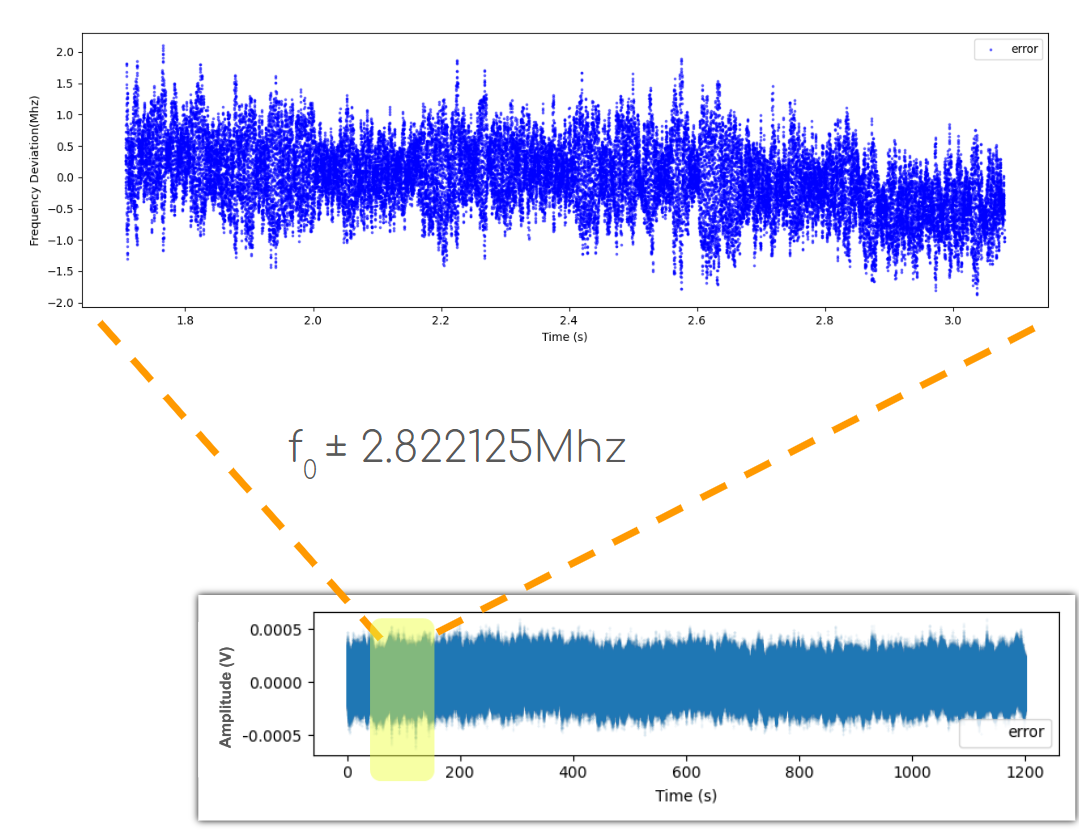 error
2.0
1.5
1.0
0.5
0.0
−0.5
−1.0
−1.5
−2.0
Frequency Deviation(Mhz)
1.8 2.0 2.2 2.4 2.6 2.8 3.0
Time (s)
f0 ± 2.822125Mhz
0.0005
0.0000
-0.0005
Amplitude (V)
error
0 200 400 600 800 1000 1200
Time (s)